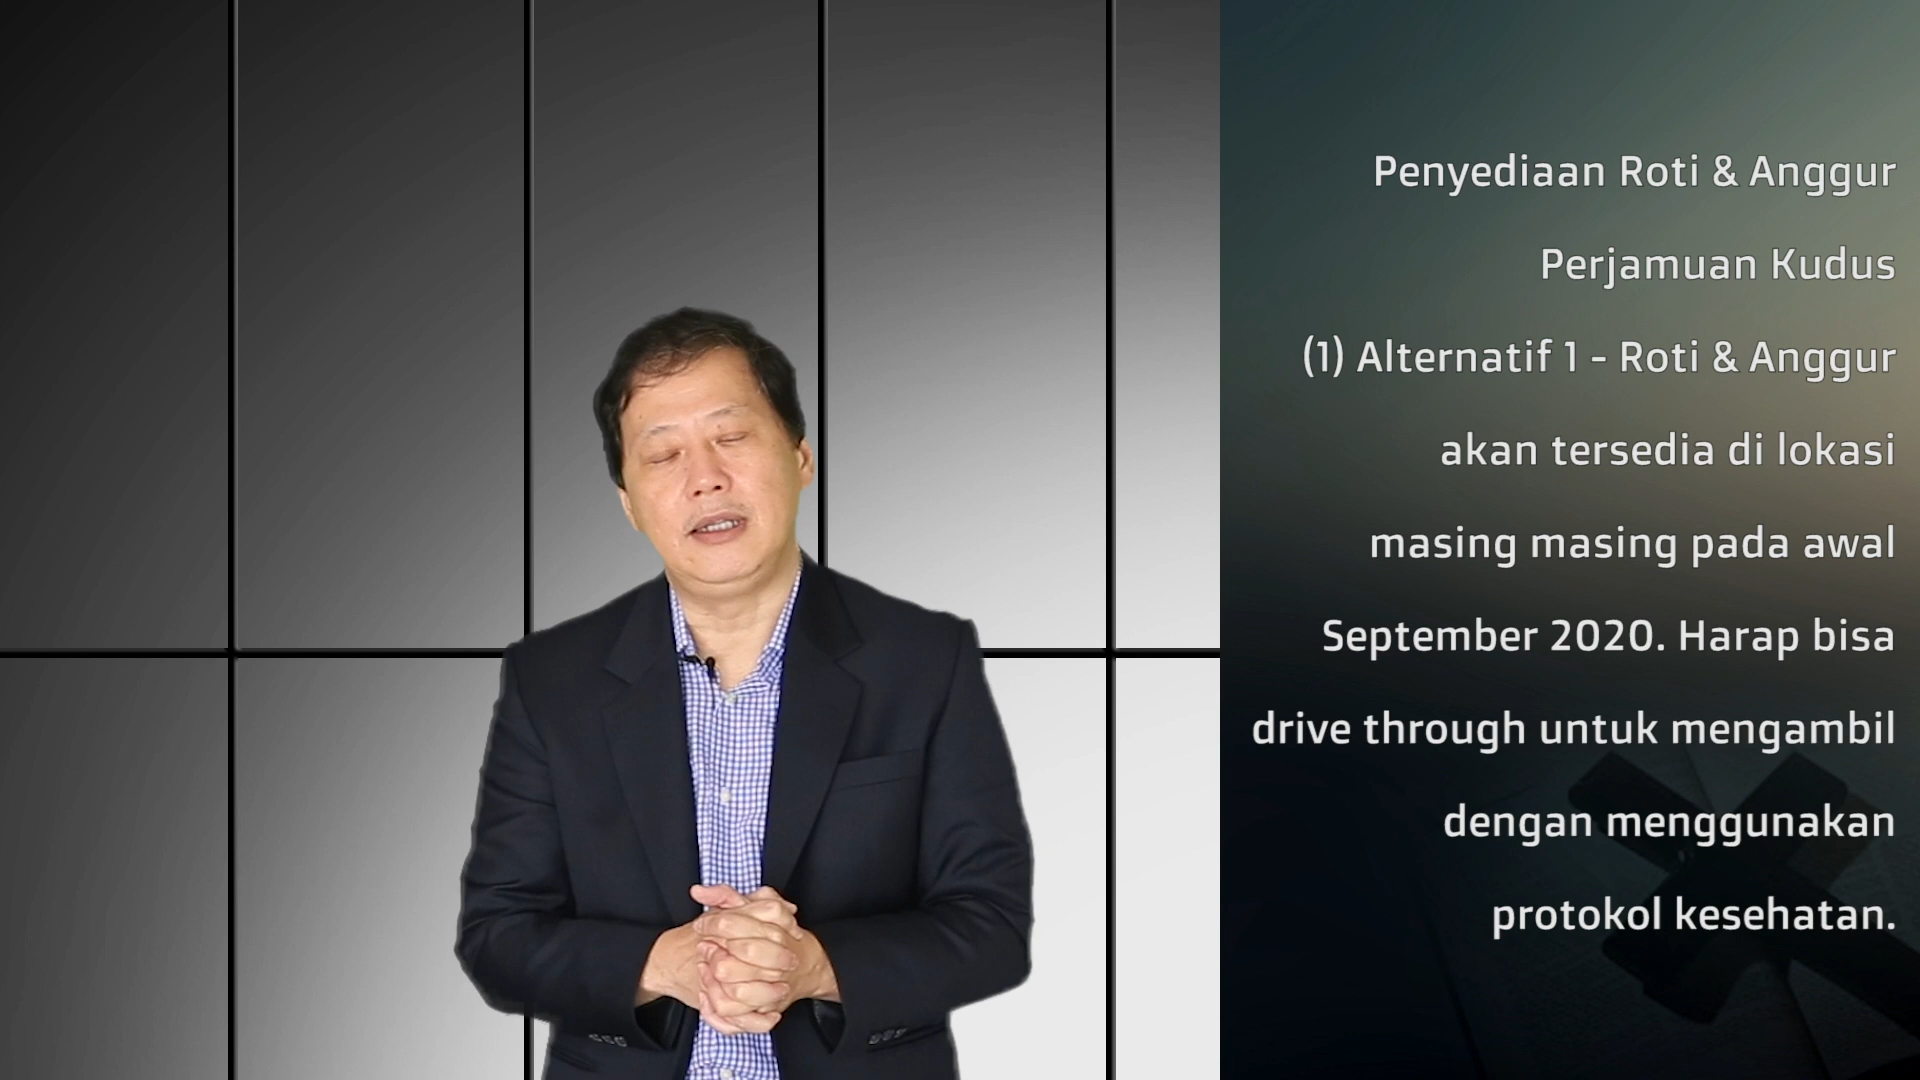 Penyediaan Roti & Anggur
Perjamuan Kudus
(1) Alternatif 1 - Roti & Anggur
akan tersedia di lokasi
masing masing pada awal
September 2020. Harap bisa
drive through untuk mengambil
dengan menggunakan
protokol kesehatan.